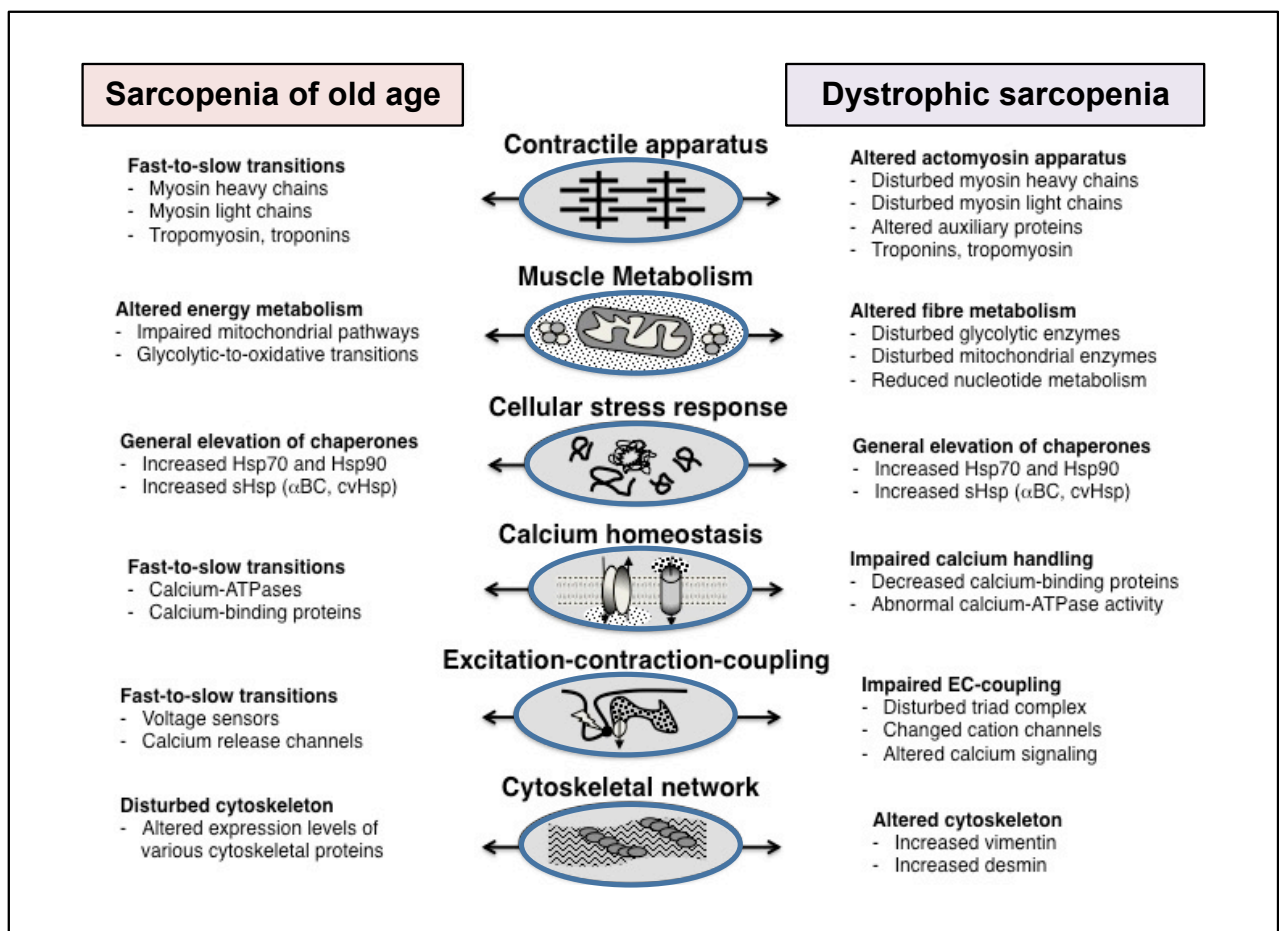 Sarcopenia of old age
Dystrophic sarcopenia
Contractile apparatus
Fast-to-slow transitions
- Myosin heavy chains
- Myosin light chains
- Tropomyosin, troponins
Altered actomyosin apparatus
- Disturbed myosin heavy chains
- Disturbed myosin light chains
- Altered auxiliary proteins
- Troponins, tropomyosin
Muscle Metabolism
Altered energy metabolism
- Impaired mitochondrial pathways
- Glycolytic-to-oxidative transitions
Altered fibre metabolism
- Disturbed glycolytic enzymes
- Disturbed mitochondrial enzymes
- Reduced nucleotide metabolism
Cellular stress response
General elevation of chaperones
- Increased Hsp70 and Hsp90
- Increased sHsp (αBC, cvHsp)
General elevation of chaperones
- Increased Hsp70 and Hsp90
- Increased sHsp (αBC, cvHsp)
Calcium homeostasis
Fast-to-slow transitions
- Calcium-ATPases
- Calcium-binding proteins
Impaired calcium handling
- Decreased calcium-binding proteins
- Abnormal calcium-ATPase activity
Excitation-contraction-coupling
Fast-to-slow transitions
- Voltage sensors
- Calcium release channels
Impaired EC-coupling
- Disturbed triad complex
- Changed cation channels
- Altered calcium signaling
Cytoskeletal network
Disturbed cytoskeleton
- Altered expression levels of
various cytoskeletal proteins
Altered cytoskeleton
- Increased vimentin
- Increased desmin